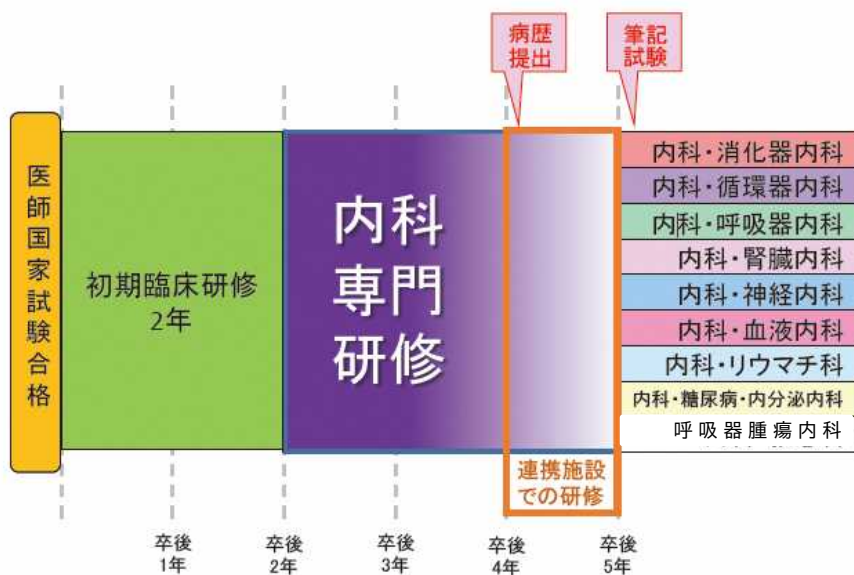 病歴
提出
筆記
試験
医師国家試験合格
初期臨床研修
2年
内科
専門
研修
内科・消化器内科
内科・循環器内科
内科・呼吸器内科
内科・腎臓内科
内科・神経内科
内科・血液内科
内科・リウマチ科
内科・糖尿病・内分泌内科
呼吸器腫瘍内科
連携施設
での研修
卒後
1年
卒後
2年
卒後
3年
卒後
4年
卒後
5年